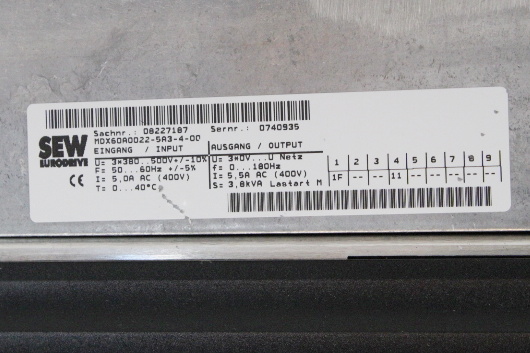 Sachnr.: 08227187 Sernr.: 0740935
MDX60A0022-5A3-4-00
SEW
EURODRIVE
CE
EINGANG / INPUT
U= 3*380...500V+/-10%
F= 50...60Hz +/-5%
I= 5,0A AC (400V)
T= 0...40°C
AUSGANG / OUTPUT
U= 3*0V...U Netz
f= 0...180Hz
I= 5,5A AC (400V)
S= 3,8kVA Lastart M
1 2 3 4 5 6 7 8 9
1F -- -- 11 -- -- -- -- --